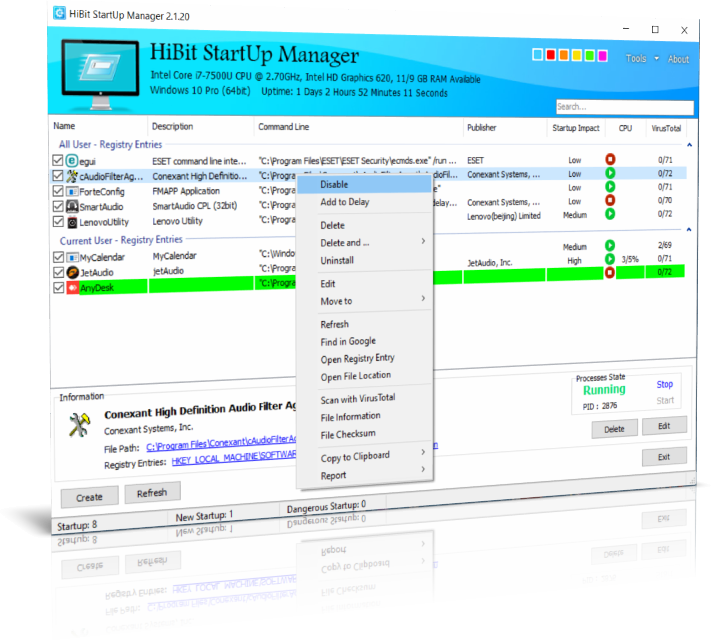 HiBit StartUp Manager 2.1.20
HiBit StartUp Manager
Intel Core i7-7500U CPU @ 2.70GHz, Intel HD Graphics 620, 11/9 GB RAM Available
Windows 10 Pro (64bit) Uptime: 1 Days 2 Hours 52 Minutes 11 Seconds
Tools About
Search...
Name Description Command Line Publisher Startup Impact CPU VirusTotal
All User - Registry Entries
egui ESET command line inte... "C:\Program Files\ESET\ESET Security\ecmds.exe" /run ... ESET Low 0/71
cAudioFilterAg... Conexant High Definitio... "C:\Progra Conexant Systems, ... Low 0/72
ForteConfig FMAPP Application "C:\Progra Low 0/71
SmartAudio SmartAudio CPL (32bit) "C:\Progra delay... Conexant Systems, ... Low 0/70
LenovoUtility Lenovo Utility "C:\Progra Lenovo(beijing) Limited Medium 0/72
Current User - Registry Entries
MyCalendar MyCalendar "C:\Windo Medium 2/69
JetAudio jetAudio "C:\Progra JetAudio, Inc. High 3/5% 0/71
AnyDesk "C:\Progra 0/72
Disable
Add to Delay
Delete
Delete and ...
Uninstall
Edit
Move to
Refresh
Find in Google
Open Registry Entry
Open File Location
Scan with VirusTotal
File Information
File Checksum
Copy to Clipboard
Report
Information
Conexant High Definition Audio Filter Ag
Conexant Systems, Inc.
File Path: C:\Program Files\Conexant\cAudioFilterAg
Registry Entries: HKEY_LOCAL_MACHINE\SOFTWAR
Processes State
Running Stop
PID : 2876 Start
Delete Edit
Create Refresh Exit
Startup: 8 New Startup: 1 Dangerous Startup: 0